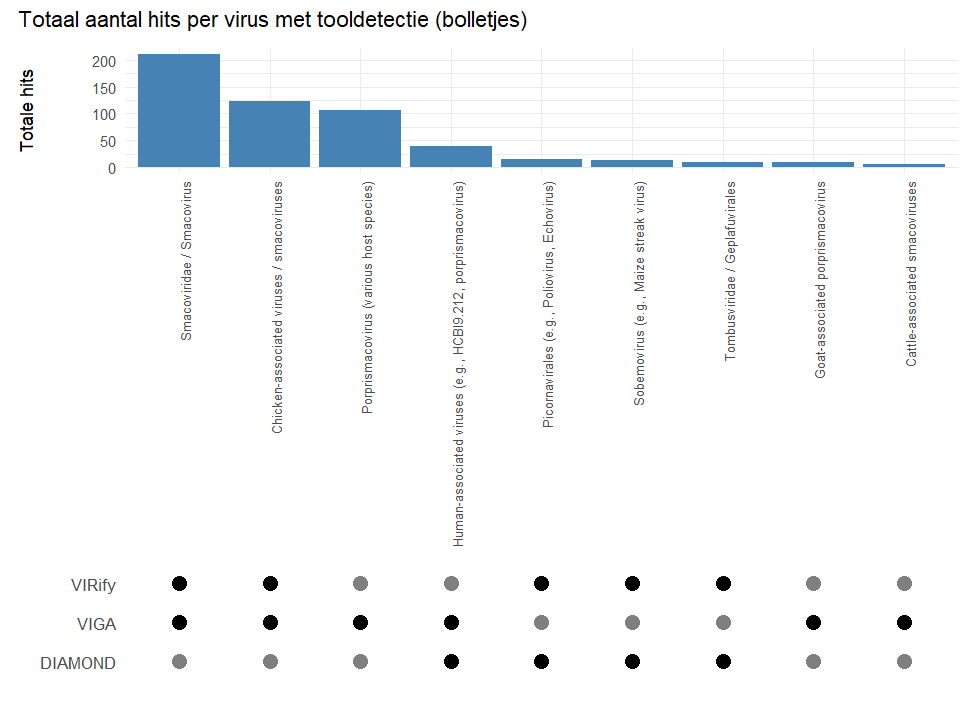 Totaal aantal hits per virus met tooldetectie (bolletjes)
Totale hits
200
150
100
50
0
Smacoviridae / Smacovirus
Chicken-associated viruses / smacoviruses
Porprismacovirus (various host species)
Human-associated viruses (e.g., HCBI9.212, porprismacovirus)
Picornavirales (e.g., Poliovirus, Echovirus)
Sobemovirus (e.g., Maize streak virus)
Tombusviridae / Geplafuvirales
Goat-associated porprismacovirus
Cattle-associated smacoviruses
VIRify
VIGA
DIAMOND